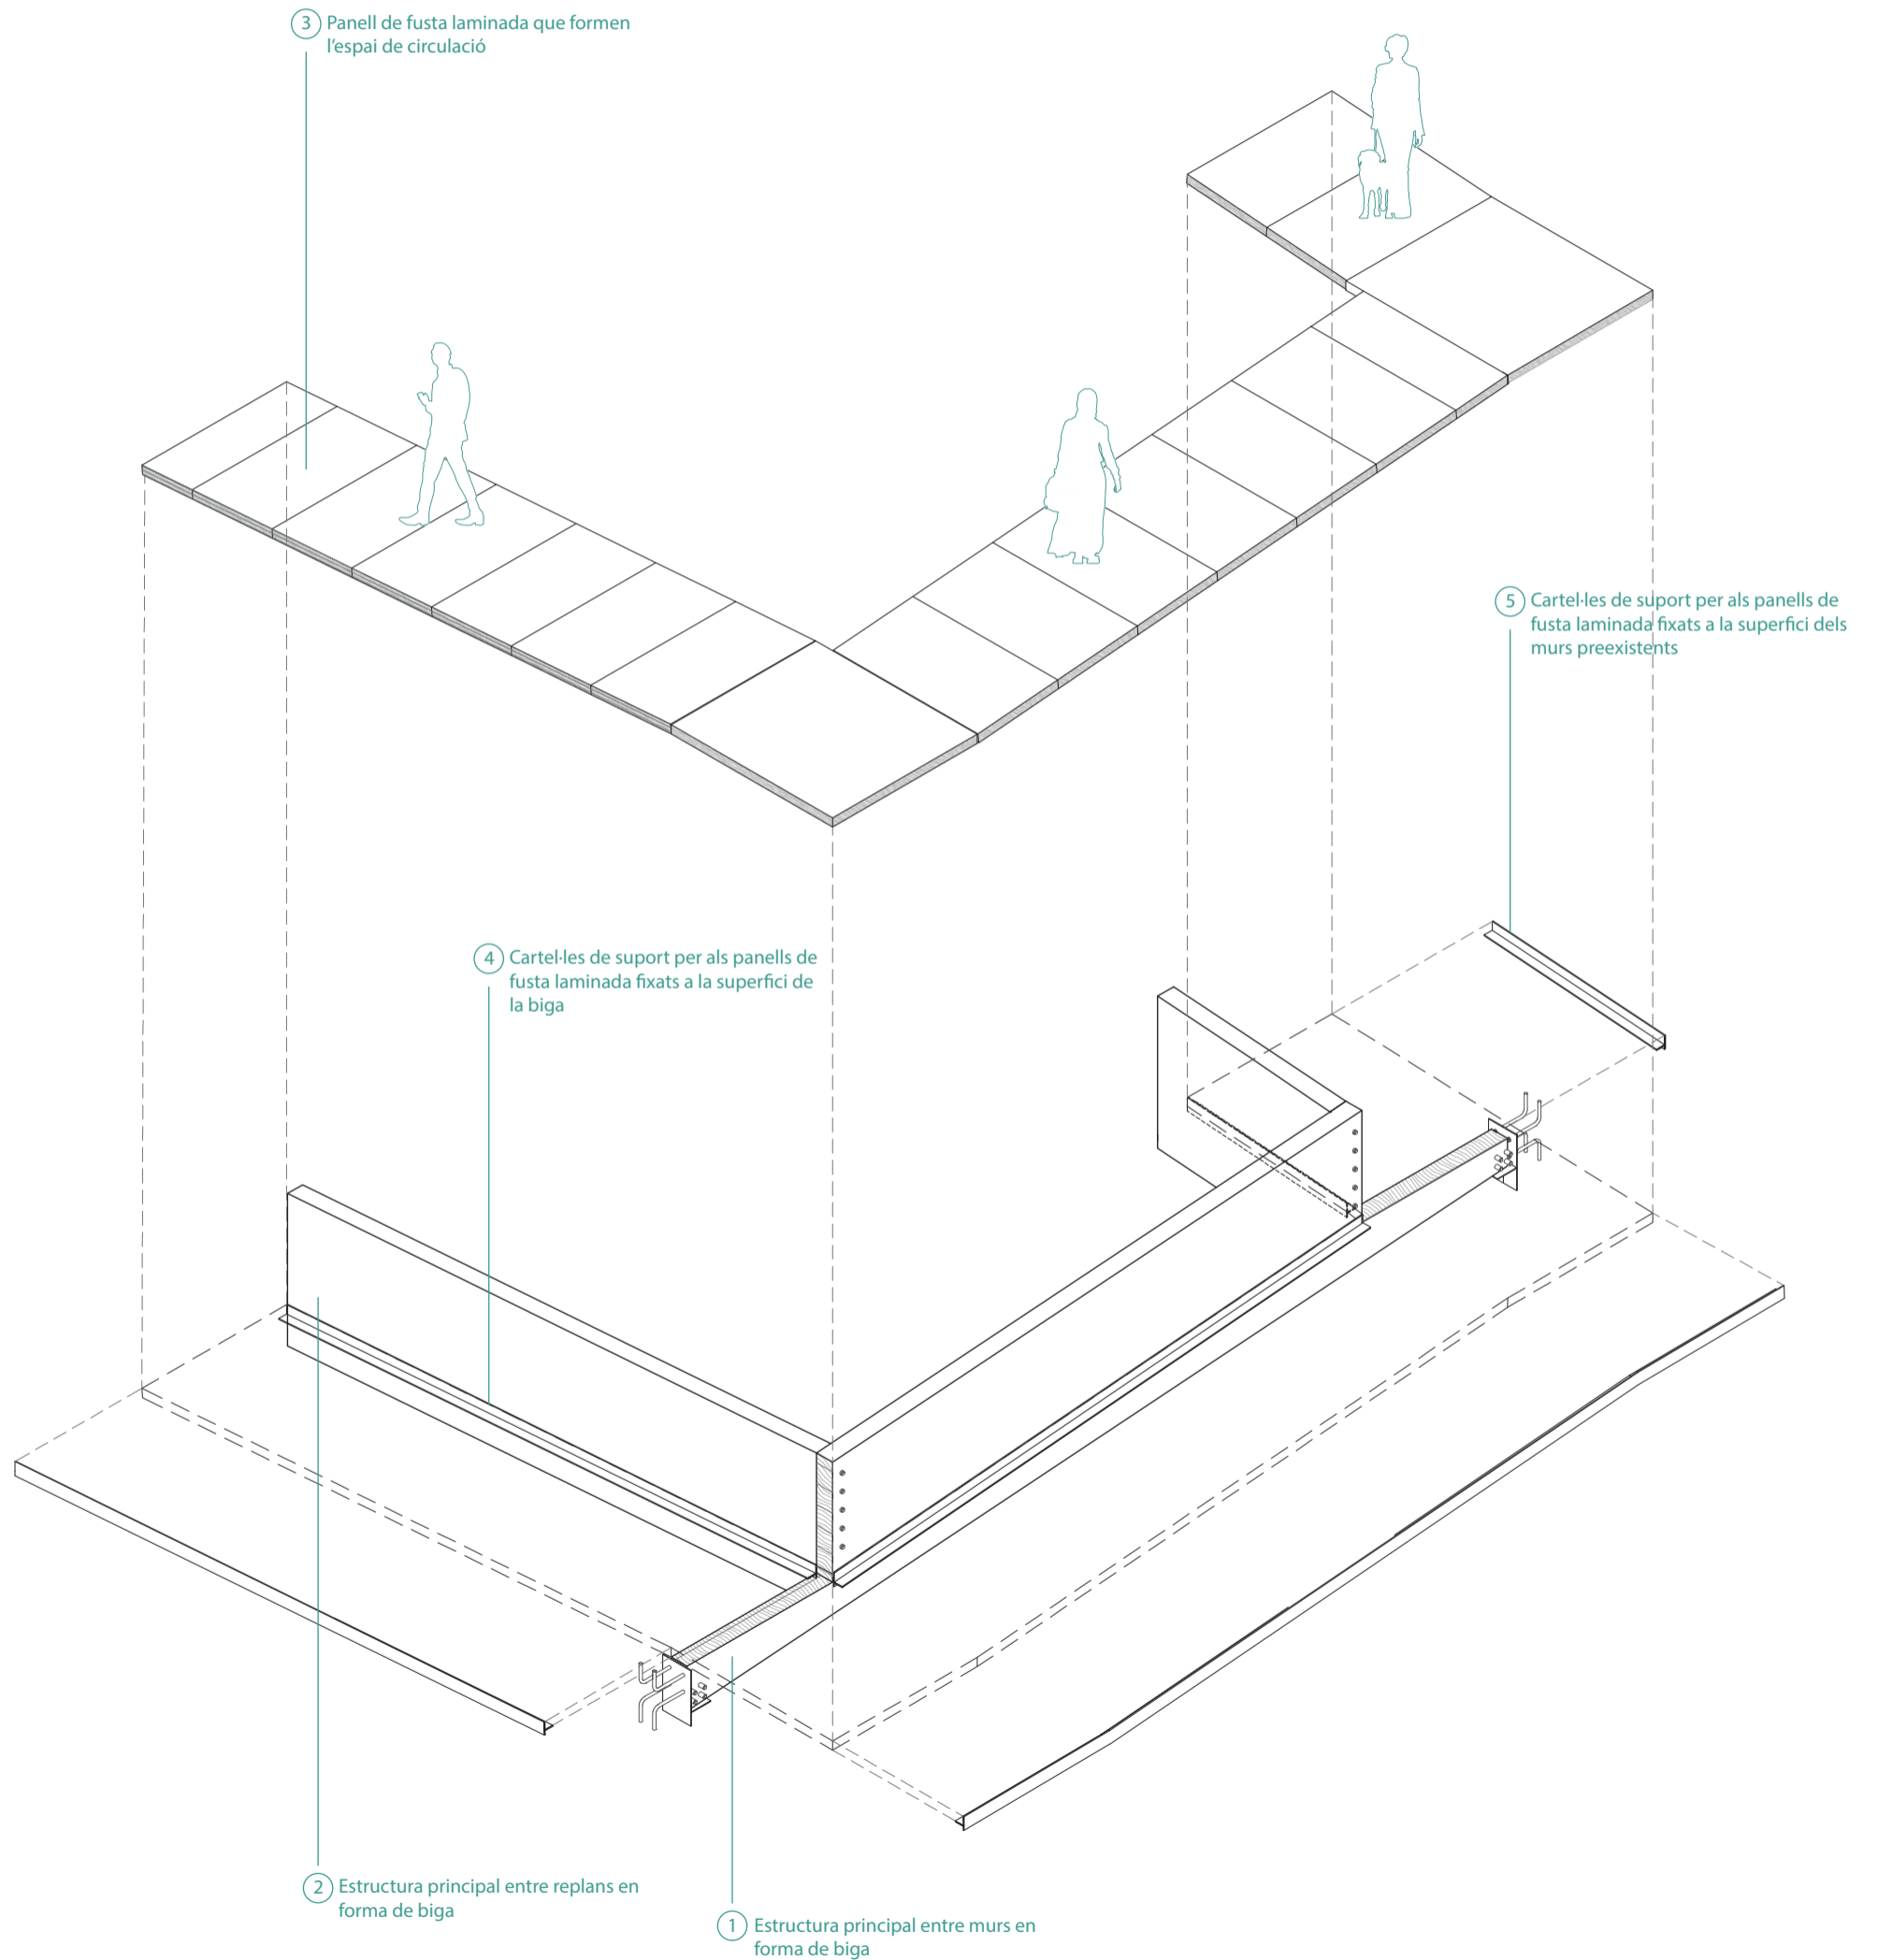 3 Panell de fusta laminada que formen
l'espai de circulació
5 Cartel·les de suport per als panells de
fusta laminada fixats a la superfici dels
murs preexistents
4 Cartel·les de suport per als panells de
fusta laminada fixats a la superfici de
la biga
2 Estructura principal entre replans en
forma de biga
1 Estructura principal entre murs en
forma de biga